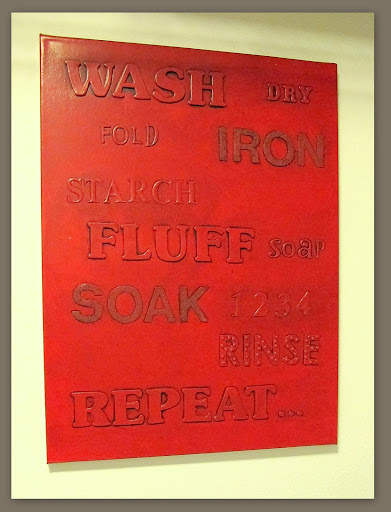 WASH DRY
FOLD IRON
STARCH
FLUFF soap
SOAK 1234
RINSE
REPEAT...